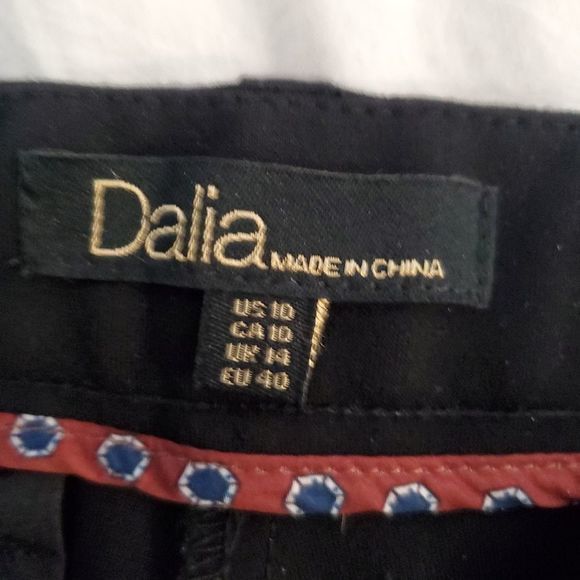 Dalia MADE IN CHINA
US 10
CA 10
UK 14
EU 40